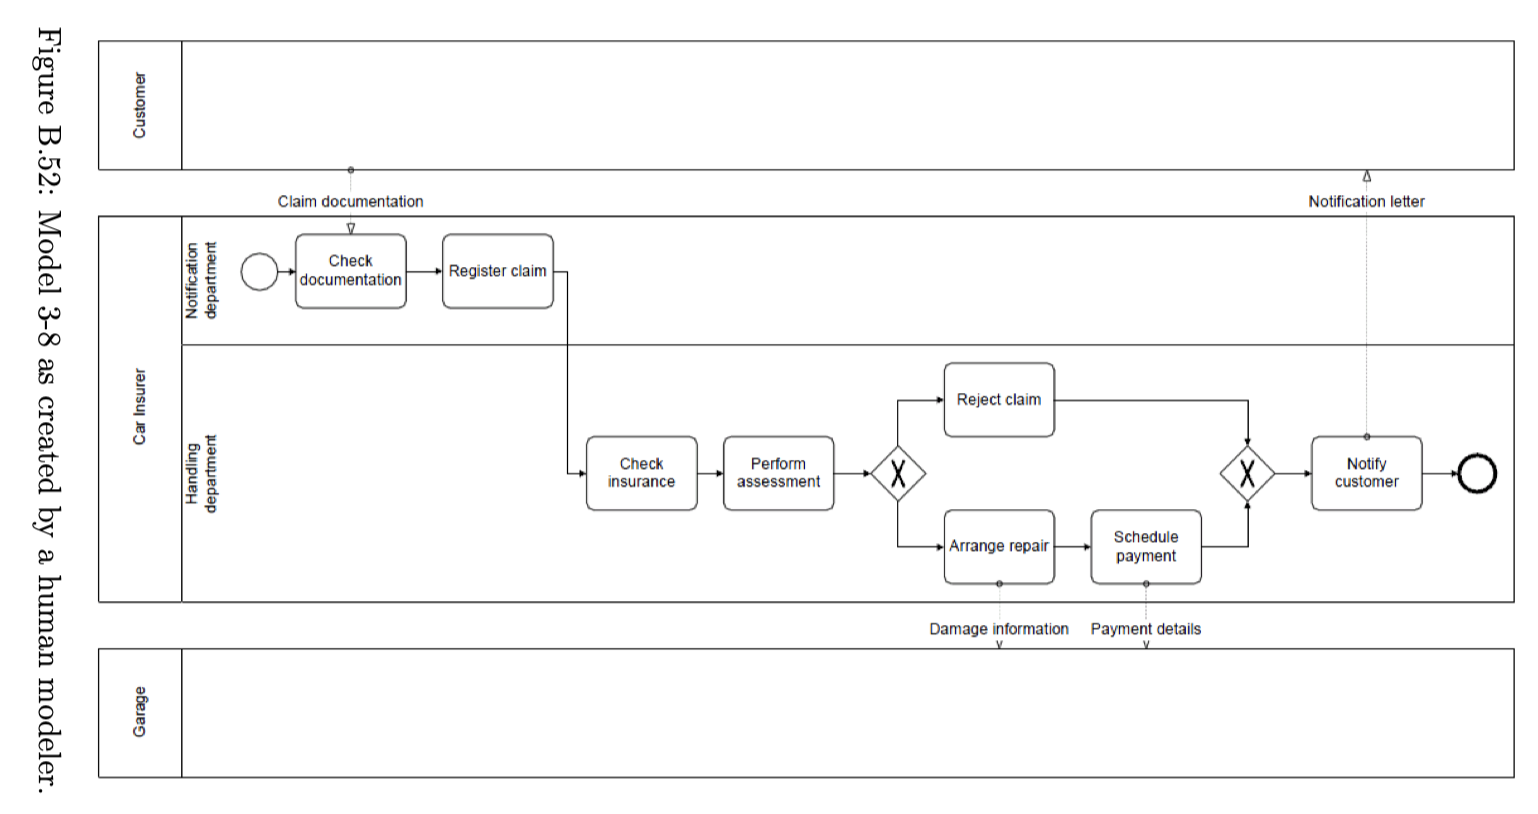 Figure B.52: Model 3-8 as created by a human modeler.
Customer
Claim documentation
Notification letter
Car Insurer
Notification
department
Check
documentation
Register claim
Handling
department
Check
insurance
Perform
assessment
X
Reject claim
Arrange repair
Schedule
payment
X
Notify
customer
Damage information
Payment details
Garage